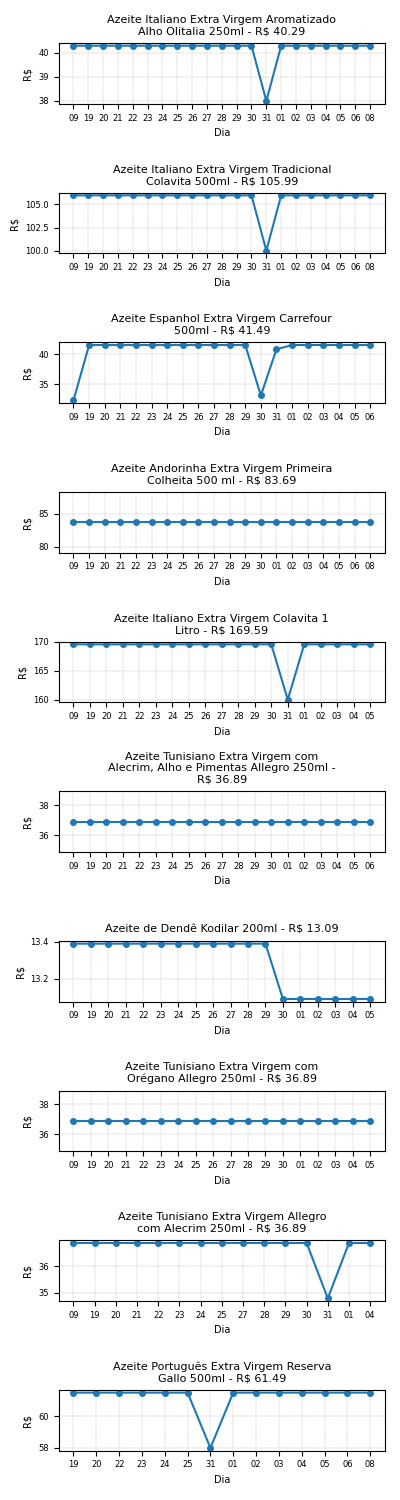 Azeite Italiano Extra Virgem Aromatizado
Alho Olitalia 250ml - R$ 40.29
40
39
38
R$
09 19 20 21 22 23 24 25 26 27 28 29 30 31 01 02 03 04 05 06 08
Dia
Azeite Italiano Extra Virgem Tradicional
Colavita 500ml - R$ 105.99
105.0
102.5
100.0
R$
09 19 20 21 22 23 24 25 26 27 28 29 30 31 01 02 03 04 05 06 08
Dia
Azeite Espanhol Extra Virgem Carrefour
500ml - R$ 41.49
40
35
R$
09 19 20 21 22 23 24 25 26 27 28 29 30 31 01 02 03 04 05 06
Dia
Azeite Andorinha Extra Virgem Primeira
Colheita 500 ml - R$ 83.69
85
80
R$
09 19 20 21 22 23 24 25 26 27 28 29 30 31 01 02 03 04 05 06 08
Dia
Azeite Italiano Extra Virgem Colavita 1
Litro - R$ 169.59
170
165
160
R$
09 19 20 21 22 23 24 25 26 27 28 29 30 31 01 02 03 04 05
Dia
Azeite Tunisiano Extra Virgem com
Alecrim, Alho e Pimentas Allegro 250ml -
R$ 36.89
38
36
R$
09 19 20 21 22 23 24 25 26 27 28 29 30 01 02 03 04 05 06
Dia
Azeite de Dendê Kodilar 200ml - R$ 13.09
13.4
13.2
R$
09 19 20 21 22 23 24 25 26 27 28 29 30 01 02 03 04 05
Dia
Azeite Tunisiano Extra Virgem com
Orégano Allegro 250ml - R$ 36.89
38
36
R$
09 19 20 21 22 23 24 25 26 27 28 29 30 01 02 03 04 05
Dia
Azeite Tunisiano Extra Virgem Allegro
com Alecrim 250ml - R$ 36.89
36
35
R$
09 19 20 21 22 23 24 25 27 28 29 30 31 01 04
Dia
Azeite Português Extra Virgem Reserva
Gallo 500ml - R$ 61.49
60
58
R$
19 20 22 23 24 25 31 01 02 03 04 05 06 08
Dia